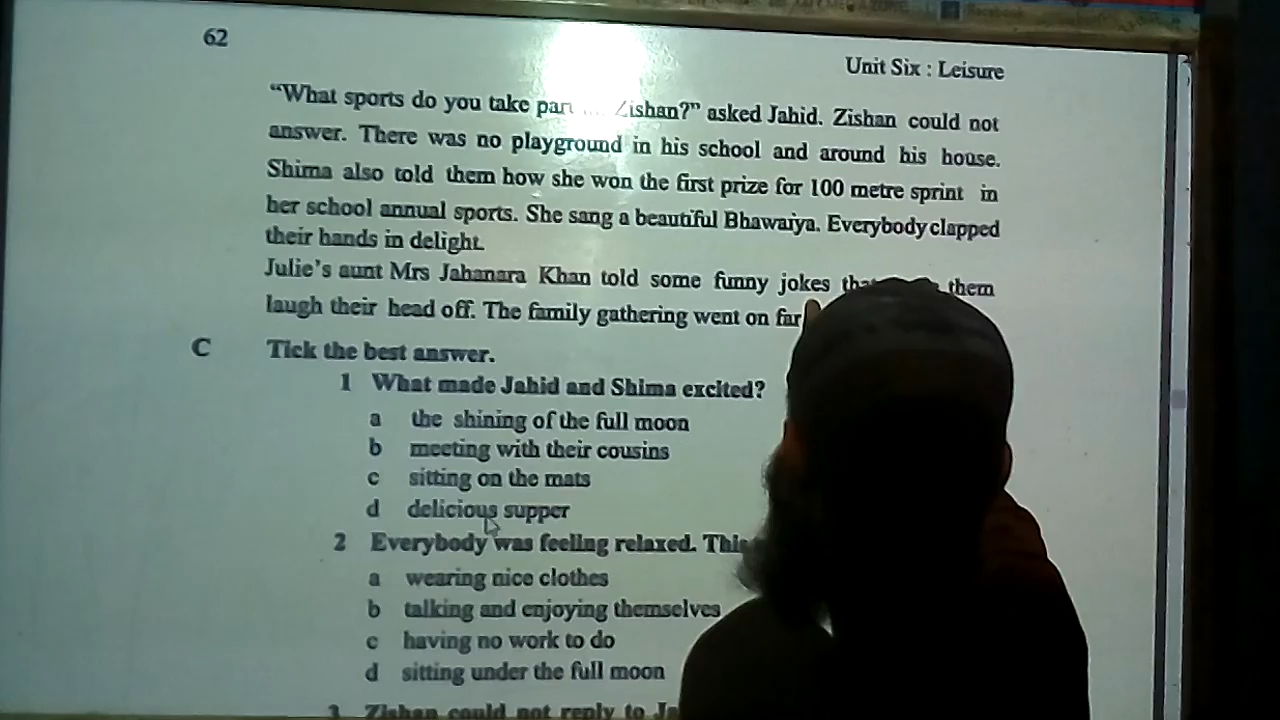 62
Unit Six : Leisure
“What sports do you take part Zishan?” asked Jahid. Zishan could not
answer. There was no playground in his school and around his house.
Shima also told them how she won the first prize for 100 metre sprint in
her school annual sports. She sang a beautiful Bhawaiya. Everybody clapped
their hands in delight.
Julie's aunt Mrs Jahanara Khan told some funny jokes them
laugh their head off. The family gathering went on far
C Tick the best answer.
1 What made Jahid and Shima excited?
a the shining of the full moon
b meeting with their cousins
c sitting on the mats
d delicious supper
2 Everybody was feeling relaxed. This
a wearing nice clothes
b talking and enjoying themselves
c having no work to do
d sitting under the full moon
3 Zishan could not reply to